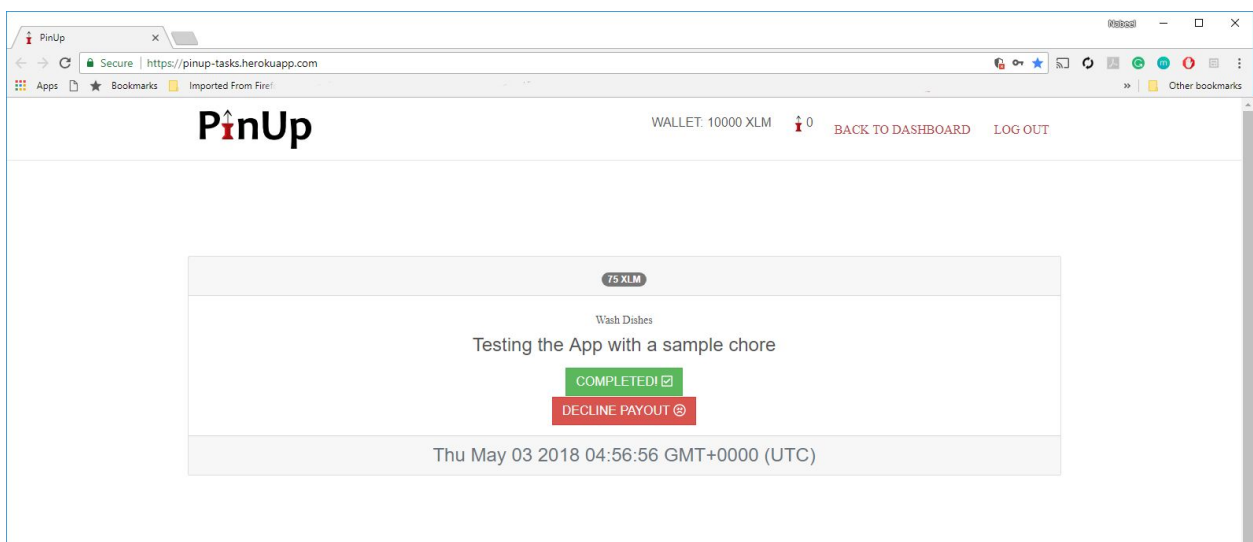 Nabeel
PinUp
Secure | https://pinup-tasks.herokuapp.com
Apps Bookmarks Imported From Firef Other bookmarks
PinUp WALLET: 10000 XLM 0 BACK TO DASHBOARD LOG OUT
75 XLM
Wash Dishes
Testing the App with a sample chore
COMPLETED!
DECLINE PAYOUT
Thu May 03 2018 04:56:56 GMT+0000 (UTC)